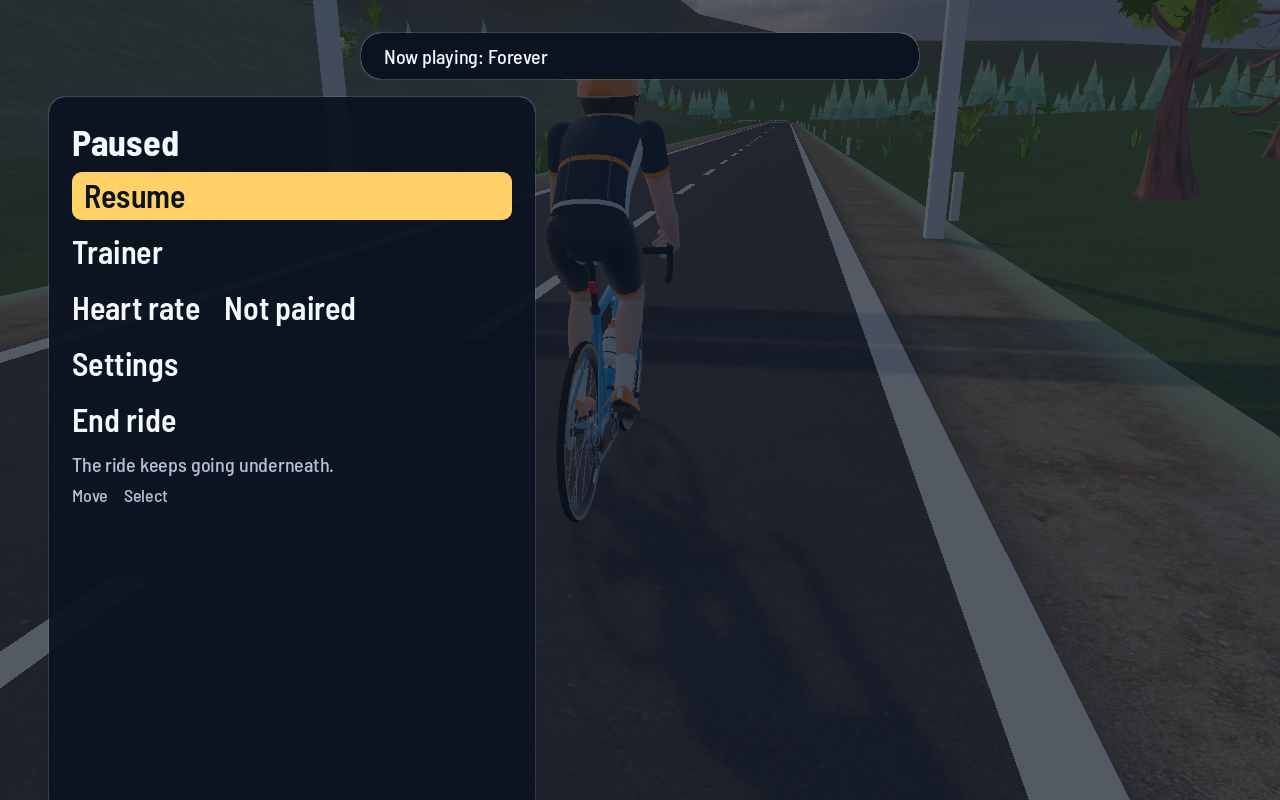 Now playing: Forever
Paused
Resume
Trainer
Heart rate Not paired
Settings
End ride
The ride keeps going underneath.
Move Select